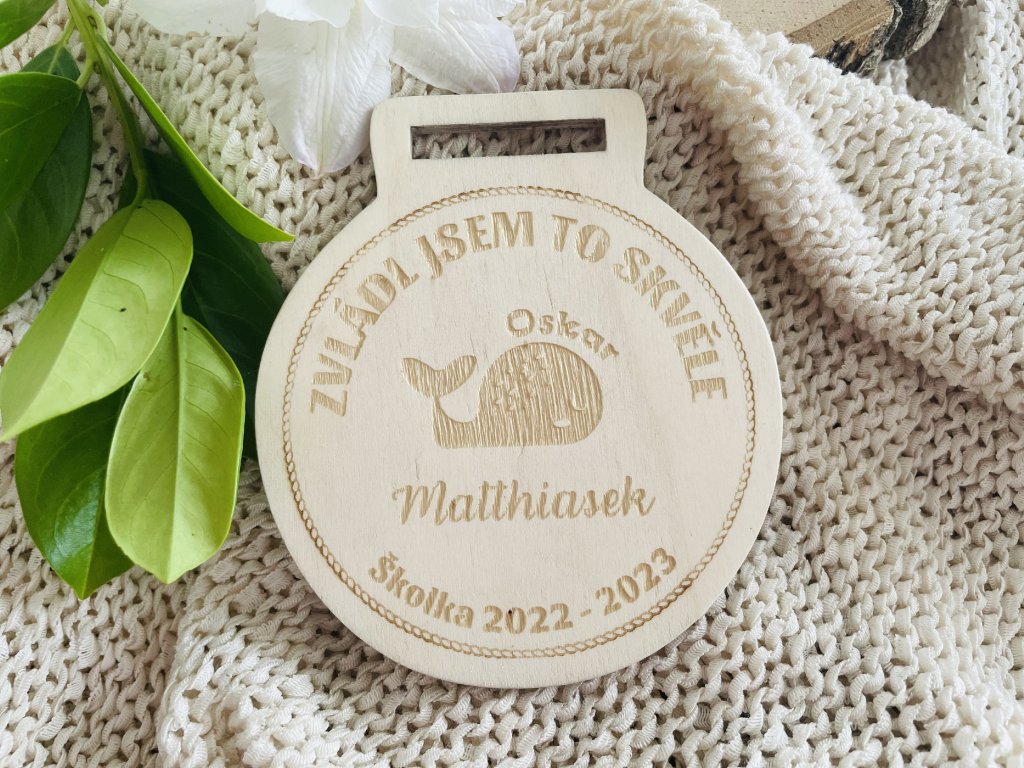 ZVLÁDL JSEM TO SKVĚLE
Oskar
Matthiasek
Školka 2022 - 2023